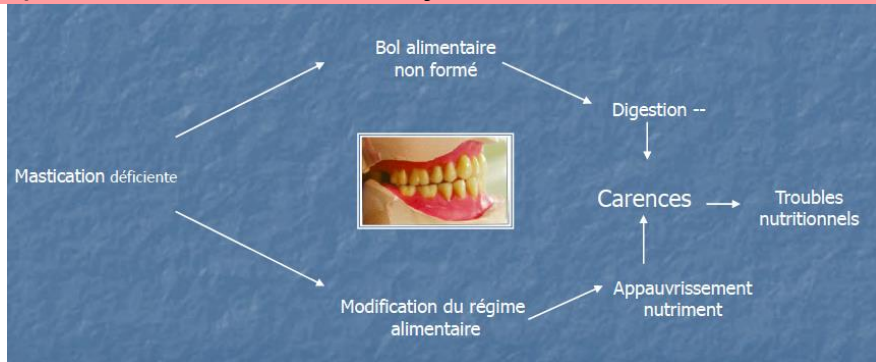 Bol alimentaire
non formé
Digestion --
Mastication déficiente
Carences
Troubles
nutritionnels
Modification du régime
alimentaire
Appauvrissement
nutriment